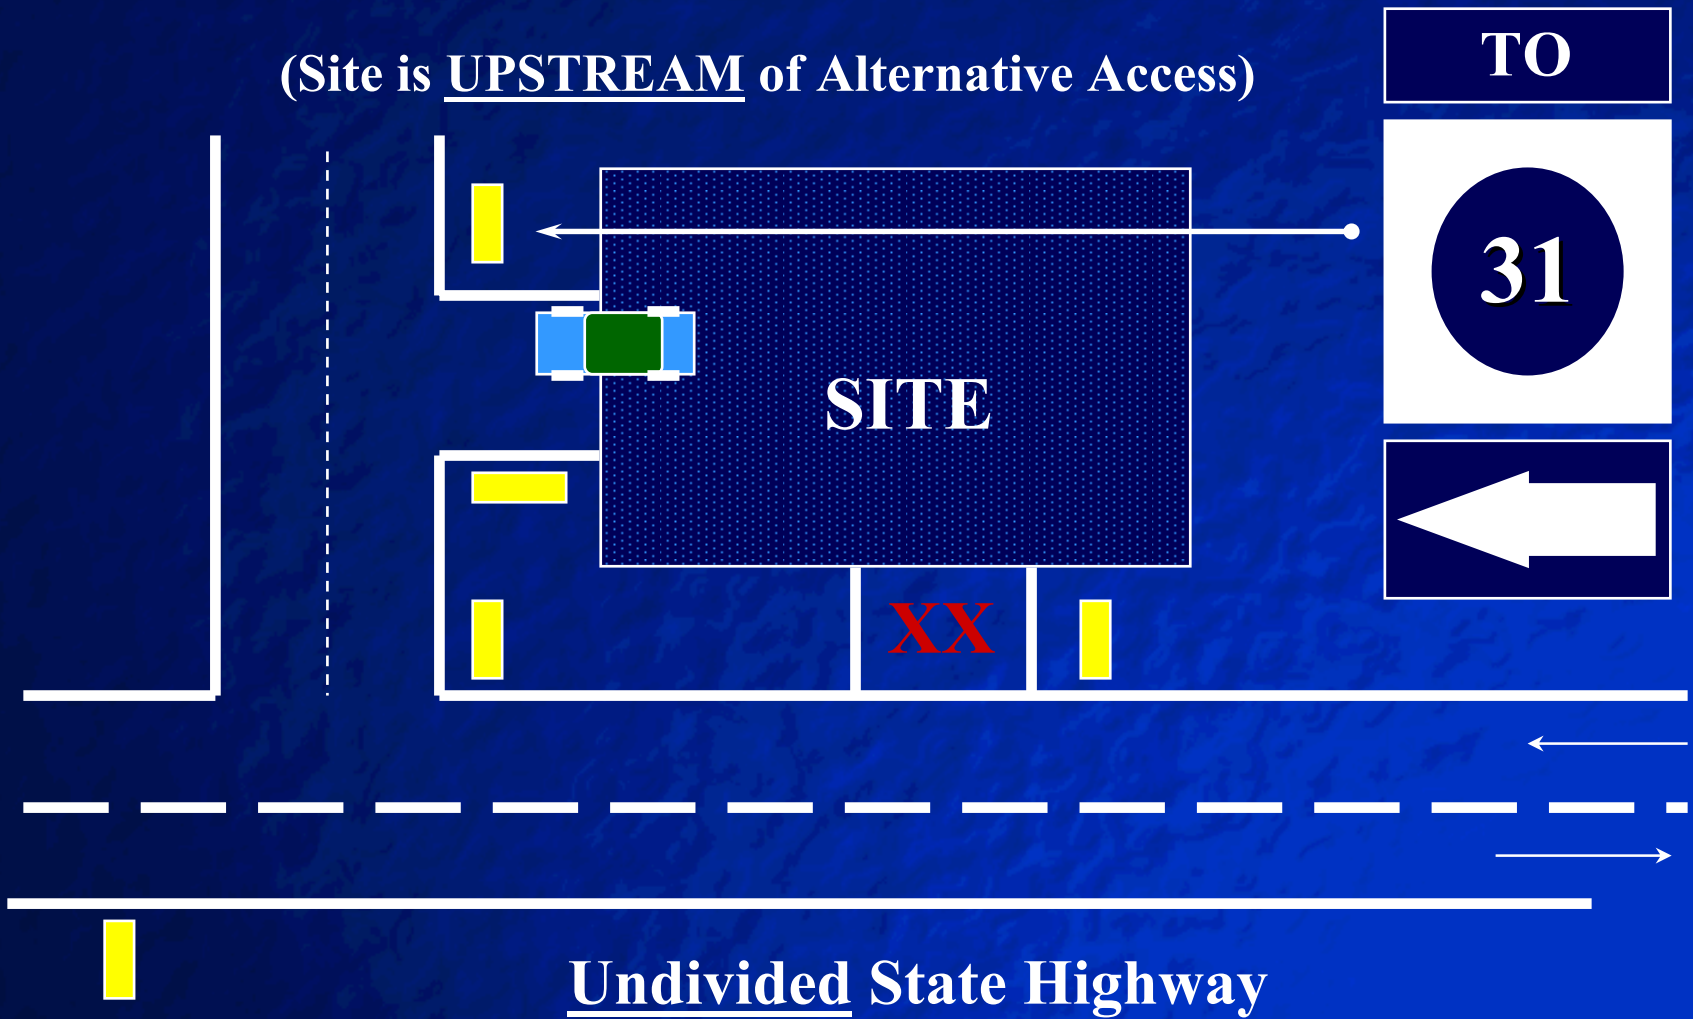 (Site is UPSTREAM of Alternative Access)
TO
31
SITE
XX
Undivided State Highway